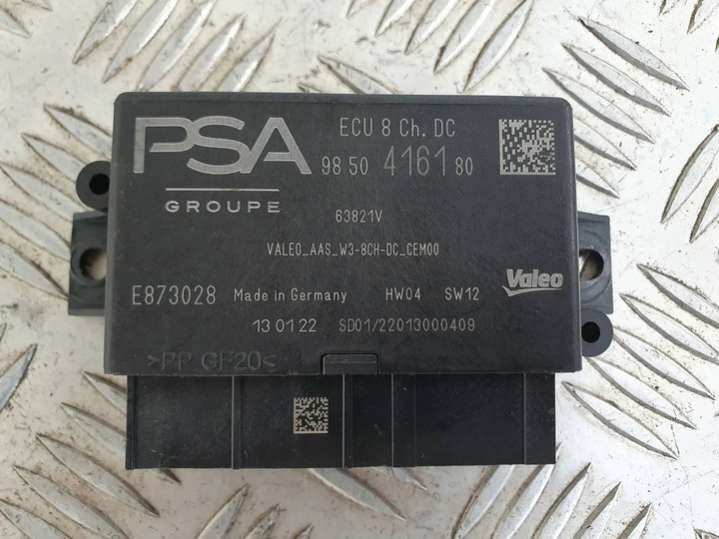 PSA
GROUPE
ECU 8 Ch. DC
98 50 4161 80
63821V
VALEO_AAS_W3-8CH-DC_CEM00
E873028 Made in Germany HW04 SW12 Valeo
13 01 22 SD01/22013000409
>PP GF20<